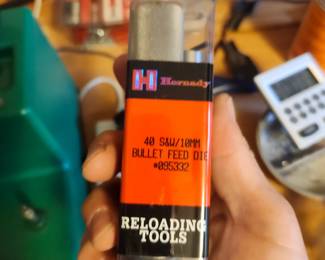 H Hornady
40 S&W/10MM
BULLET FEED DIE
#095332
RELOADING
TOOLS